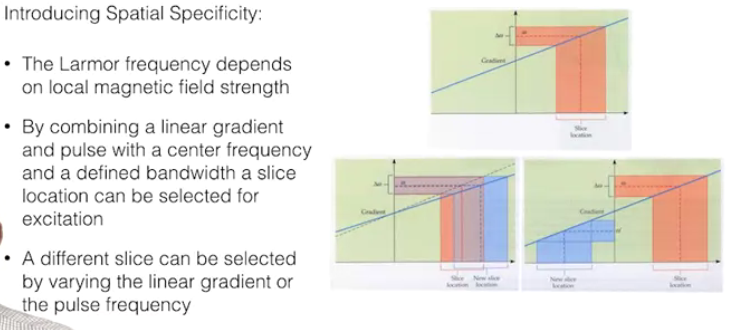 Introducing Spatial Specificity:
• The Larmor frequency depends
on local magnetic field strength
• By combining a linear gradient
and pulse with a center frequency
and a defined bandwidth a slice
location can be selected for
excitation
• A different slice can be selected
by varying the linear gradient or
the pulse frequency
Δω
ω
Gradient
Slice
location
Δω
Gradient
Slice
location
New slice
location
Δω
Gradient
New slice
location
Slice
location